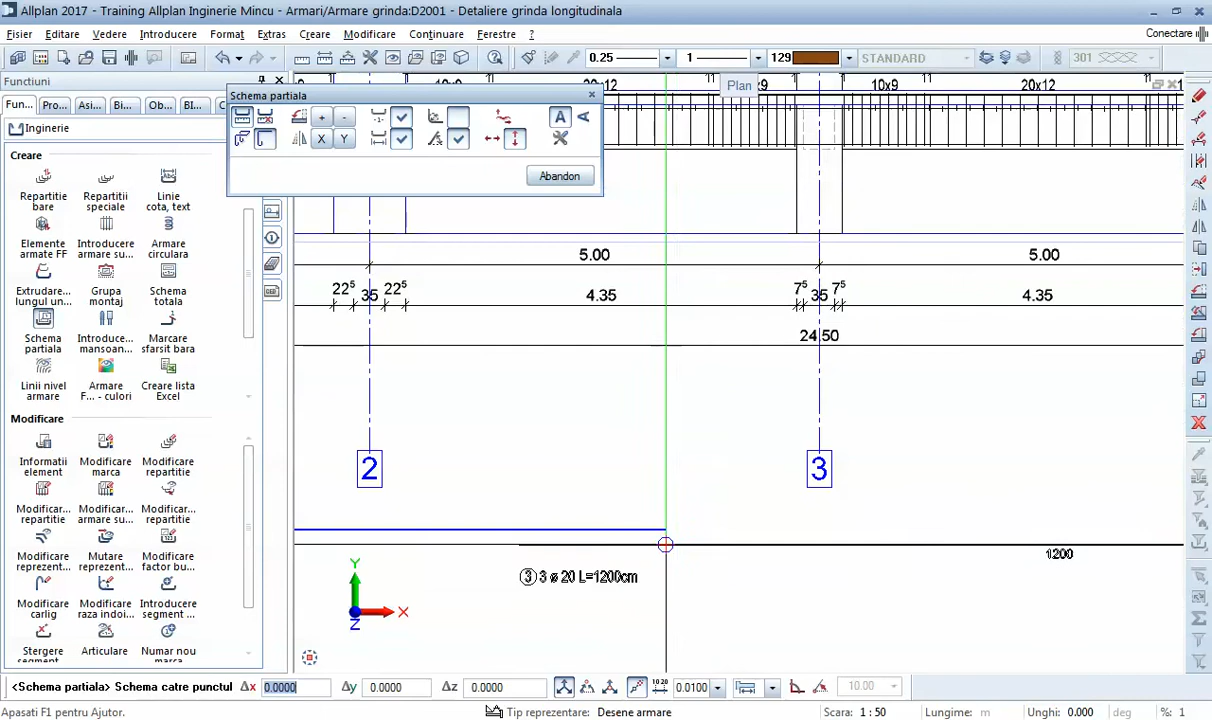 Allplan 2017 - Training Allplan Inginerie Mincu - Armari/Armare grinda:D2001 - Detaliere grinda longitudinala
Fisier Editare Vedere Introducere Format Extras Creare Modificare Continuare Ferestre ? Conectare
0.25 1 129 STANDARD 301
Functiuni
Plan
Schema partiala
20x12 10x9 20x12
Fun... Pro... Asi... Bi... Ob... BI...
Inginerie
X Y
Abandon
Creare
Repartitie bare
Repartitii speciale
Linie cota, text
Elemente armate FF
Introducere armare su...
Armare circulara
Extrudare... lungul un...
Grupa montaj
Schema totala
Schema partiala
Introduce... mansoan...
Marcare sfarsit bara
Linii nivel armare
Armare F... - culori
Creare lista Excel
Modificare
Informatii element
Modificare marca
Modificare repartitie
Modificar... repartitie
Modificare armare su...
Modificar... repartitie
Modificare reprezent...
Mutare reprezent...
Modificare factor bu...
Modificare carlig
Modificare raza indoi...
Introducere segment ...
Stergere segment...
Articulare
Numar nou marca
5.00 5.00
22⁵ 35 22⁵ 4.35 7⁵ 35 7⁵ 4.35
24.50
2 3
1200
3 3 ø 20 L=1200cm
Y
X
Z
<Schema partiala> Schema catre punctul Δx 0.0000 Δy 0.0000 Δz 0.0000 0.0100 10.00
Apasati F1 pentru Ajutor. Tip reprezentare: Desene armare Scara: 1 : 50 Lungime: m Unghi: 0.000 deg %: 1